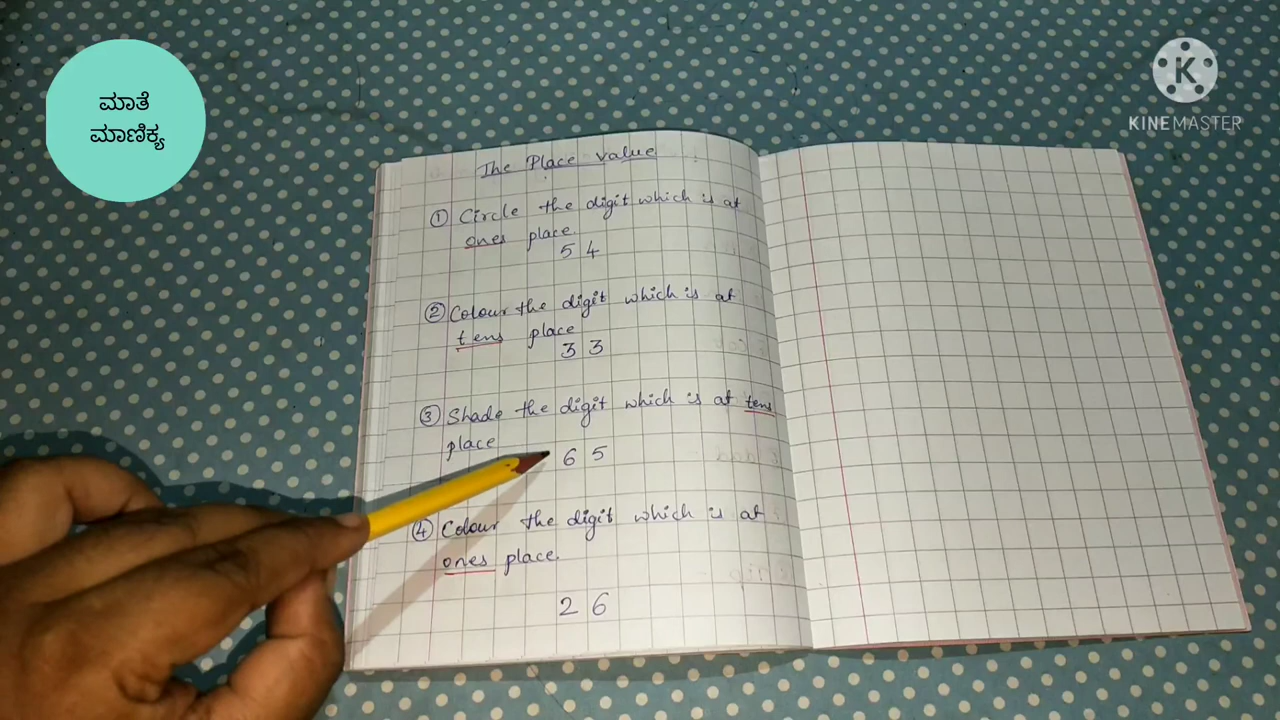 ಮಾತೆ
ಮಾಣಿಕ್ಯ
K
KINEMASTER
The Place value
① Circle the digit which is at
ones place.
5 4
② Colour the digit which is at
tens place
3 3
③ Shade the digit which is at tens
place
6 5
④ Colour the digit which is at
ones place.
2 6